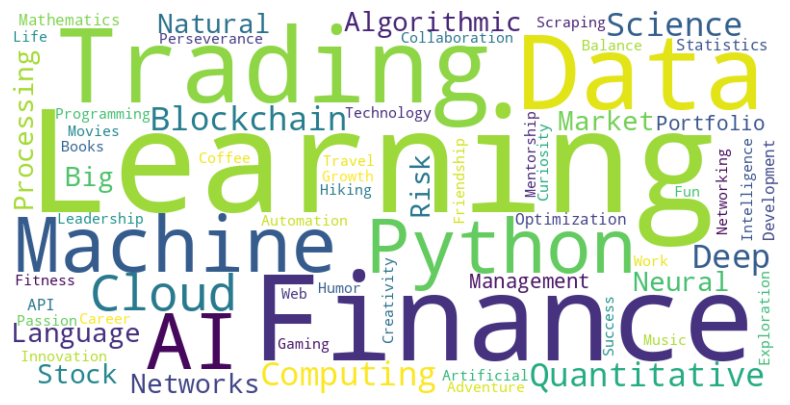 Mathematics
Life
Natural
Perseverance
Algorithmic
Collaboration
Scraping
Science
Balance
Statistics
Trading
Data
Processing
Programming
Movies
Books
Blockchain
Technology
Market
Portfolio
Learning
Big
Coffee
Travel
Growth
Hiking
Risk
Friendship
Mentorship
Curiosity
Fun
Networking
Intelligence
Development
Leadership
Automation
Optimization
Machine
Python
Work
Deep
Fitness
API
Passion
Career
Cloud
Web
Humor
Gaming
Creativity
Management
Neural
Finance
Success
Music
Exploration
Language
Innovation
AI
Stock
Networks
Computing
Artificial
Adventure
Quantitative